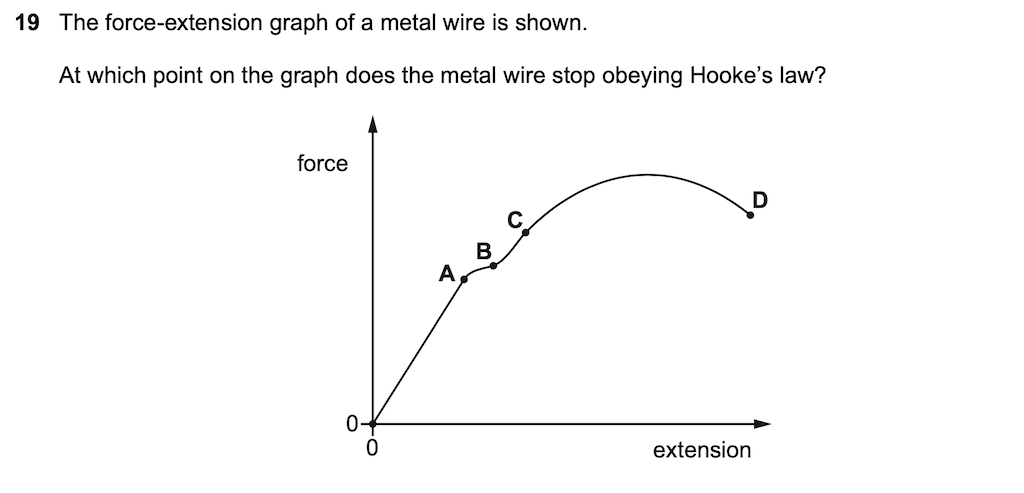 19 The force-extension graph of a metal wire is shown.
At which point on the graph does the metal wire stop obeying Hooke’s law?
force
D
C
B
A
0
0
extension